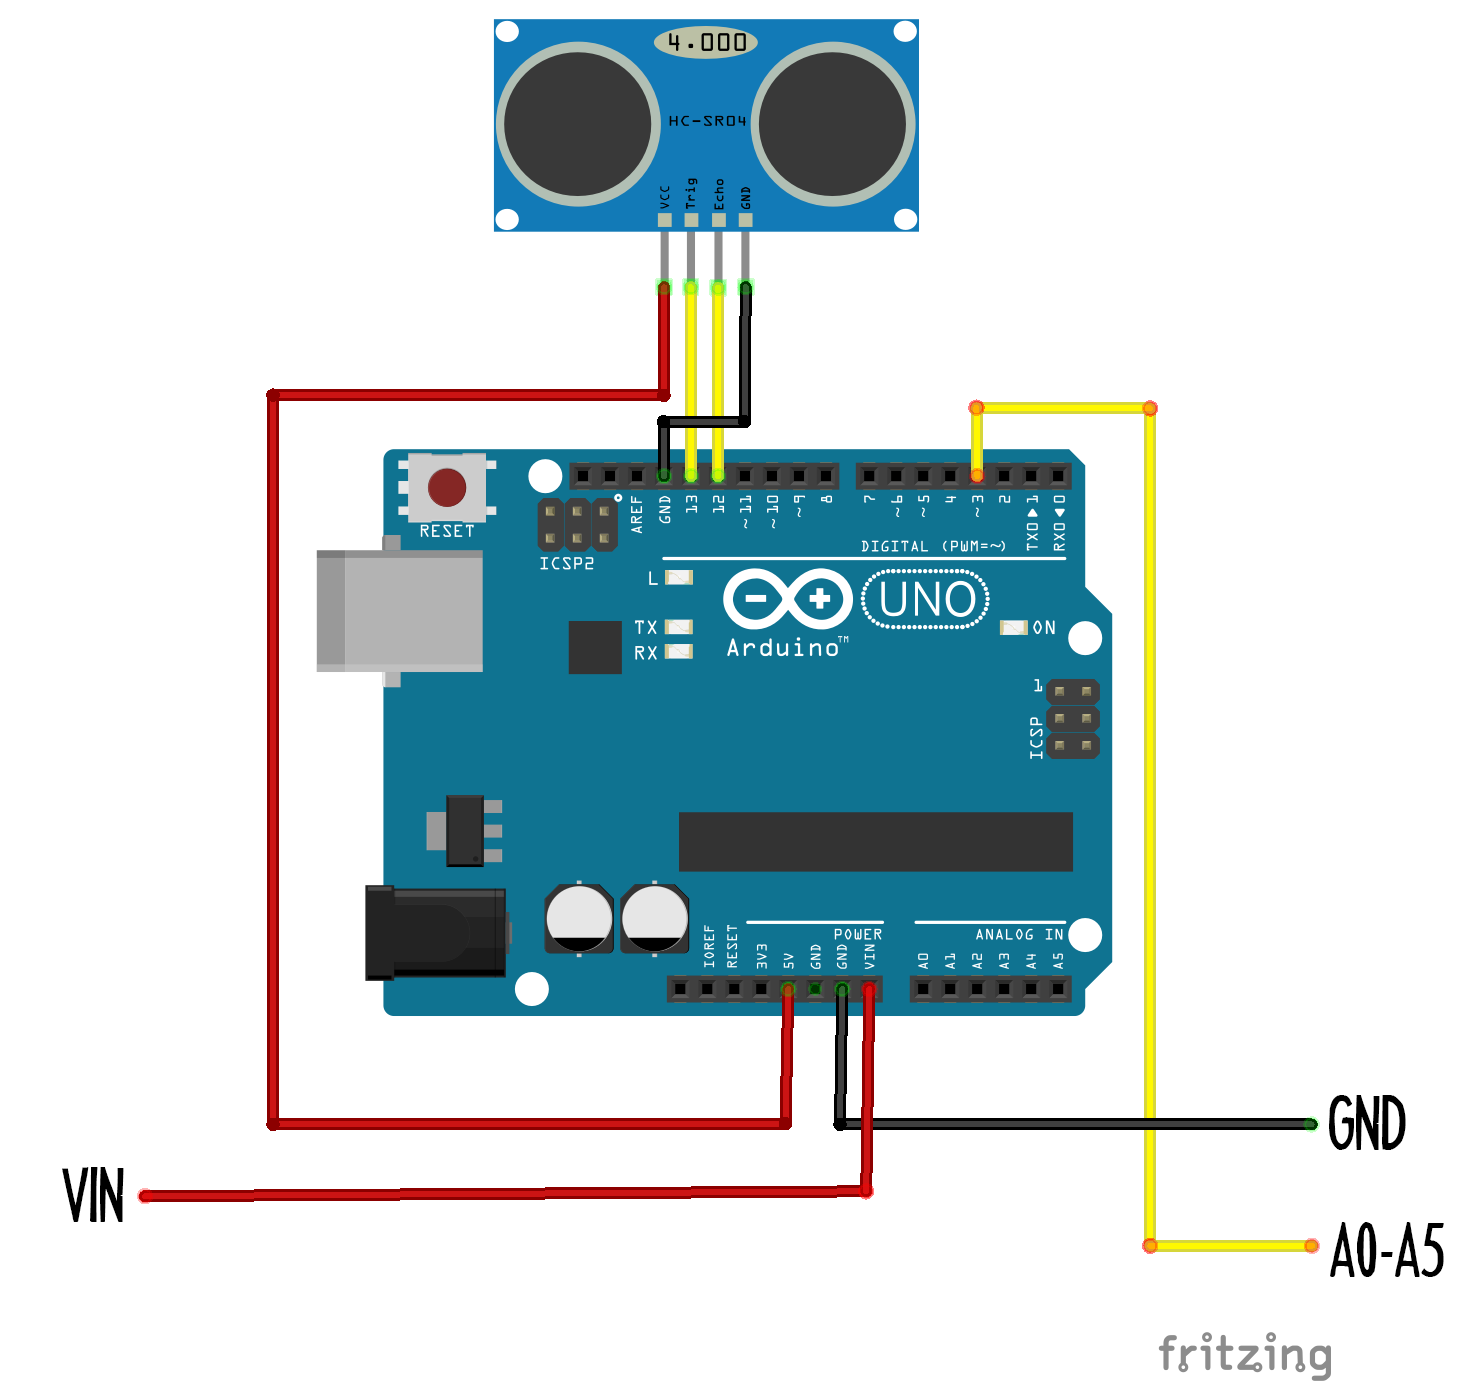 4.000
HC-SR04
VCC
Trig
Echo
GND
RESET
ICSP2
AREF
GND
13
12
~11
~10
~9
8
7
~6
~5
4
~3
2
TX0▶1
RX0◀0
DIGITAL (PWM=~)
L
TX
RX
Arduino™
UNO
ON
1
ICSP
POWER
ANALOG IN
IOREF
RESET
3V3
5V
GND
GND
VIN
A0
A1
A2
A3
A4
A5
GND
VIN
A0-A5
fritzing